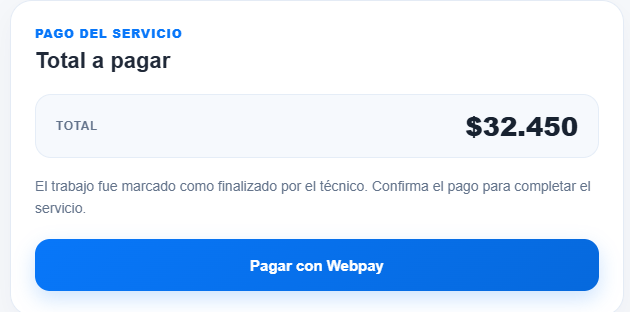 PAGO DEL SERVICIO
Total a pagar
TOTAL
$32.450
El trabajo fue marcado como finalizado por el técnico. Confirma el pago para completar el
servicio.
Pagar con Webpay